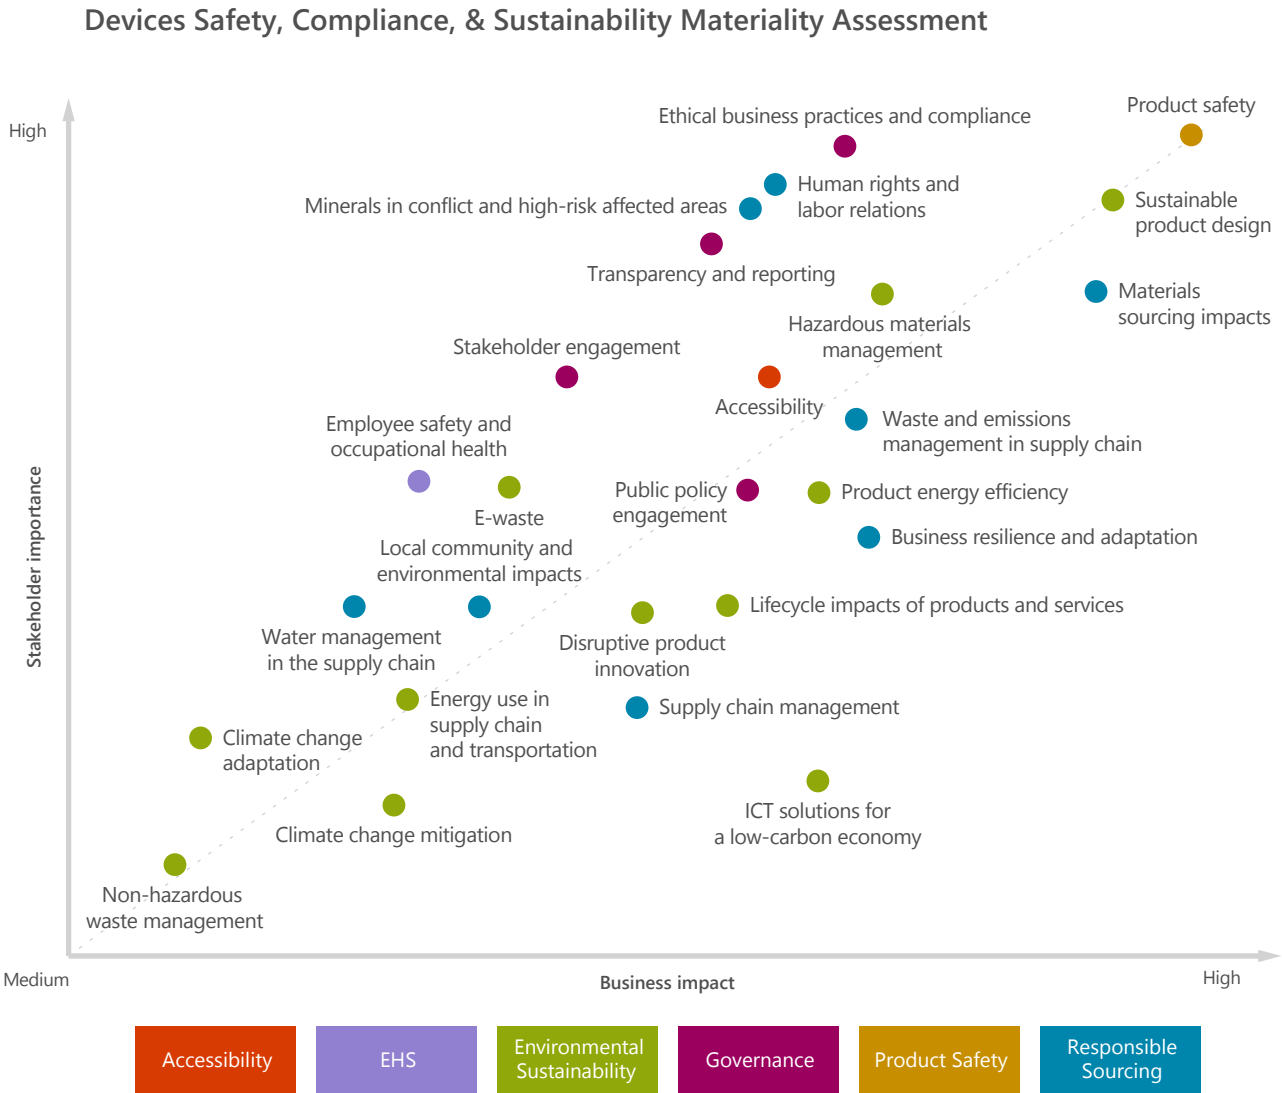 Devices Safety, Compliance, & Sustainability Materiality Assessment
High
Product safety
Ethical business practices and compliance
Human rights and
labor relations
Minerals in conflict and high-risk affected areas
Sustainable
product design
Transparency and reporting
Materials
sourcing impacts
Hazardous materials
management
Stakeholder engagement
Accessibility
Employee safety and
occupational health
Waste and emissions
management in supply chain
Public policy
engagement
Product energy efficiency
E-waste
Business resilience and adaptation
Local community and
environmental impacts
Stakeholder importance
Water management
in the supply chain
Disruptive product
innovation
Lifecycle impacts of products and services
Energy use in
supply chain
and transportation
Supply chain management
Climate change
adaptation
Climate change mitigation
ICT solutions for
a low-carbon economy
Non-hazardous
waste management
Medium
Business impact
High
Accessibility
EHS
Environmental
Sustainability
Governance
Product Safety
Responsible
Sourcing